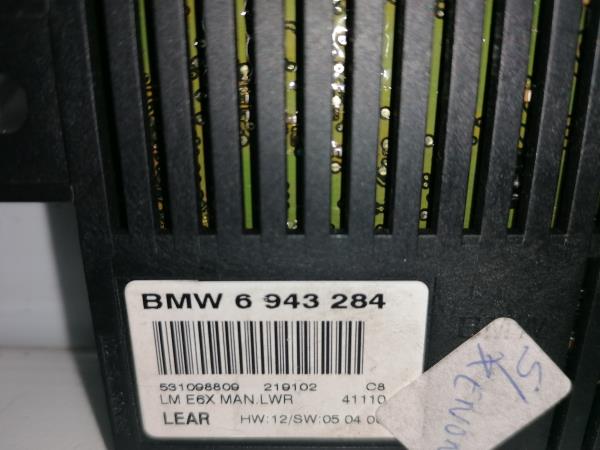 BMW 6 943 284
531098809 219102 C8
LM E6X MAN.LWR 41110
LEAR HW:12/SW:05 04 0
S/
XENON